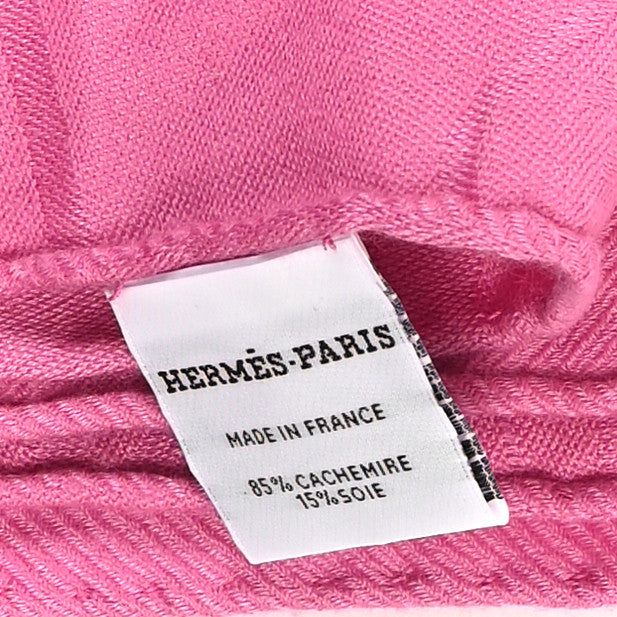 HERMÈS-PARIS
MADE IN FRANCE
85% CACHEMIRE
15% SOIE